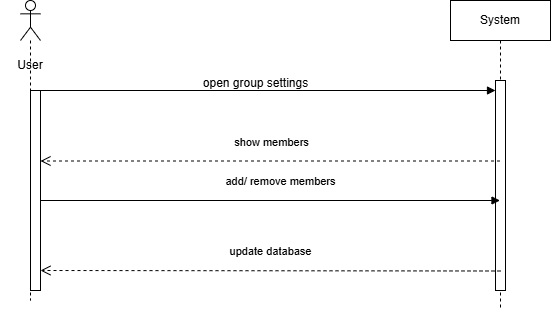 System
User
open group settings
show members
add/ remove members
update database